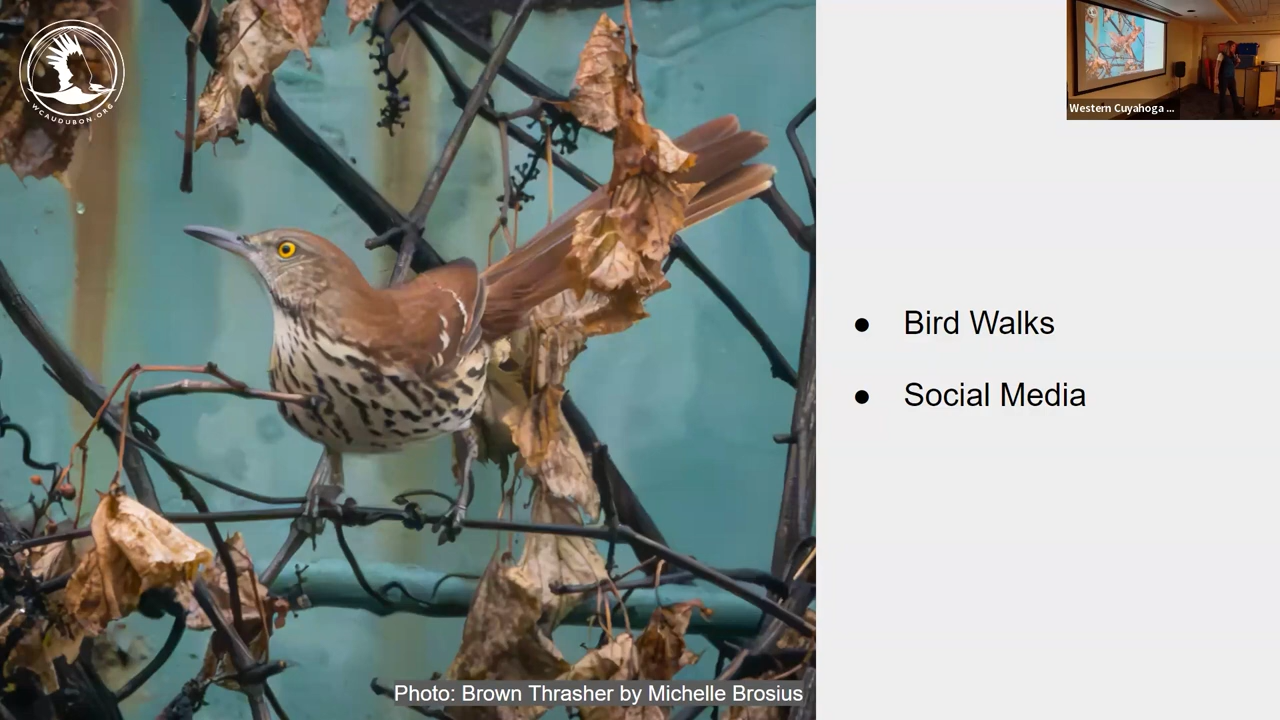 WCAUDUBON.ORG
Western Cuyahoga ...
● Bird Walks
● Social Media
Photo: Brown Thrasher by Michelle Brosius